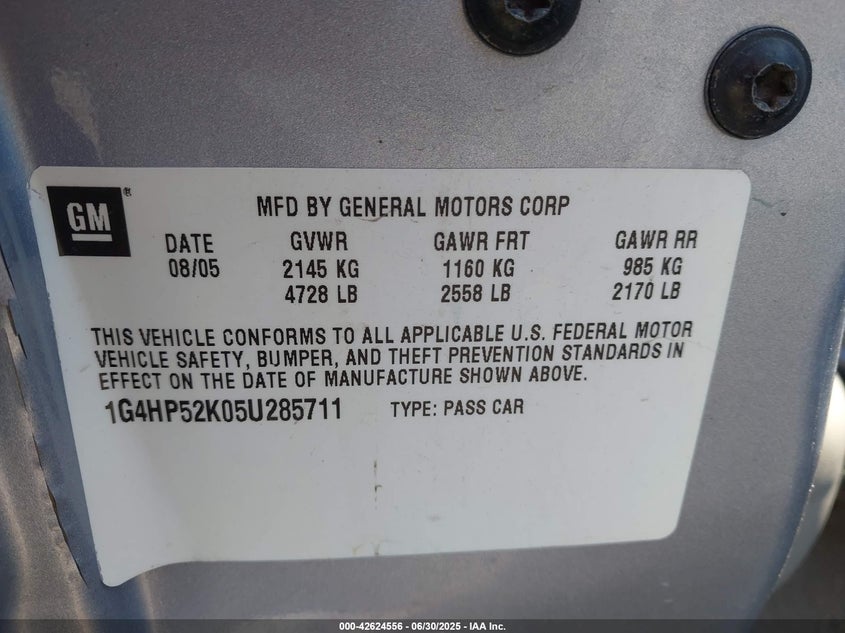 GM ®
MFD BY GENERAL MOTORS CORP
DATE GVWR GAWR FRT GAWR RR
08/05 2145 KG 1160 KG 985 KG
4728 LB 2558 LB 2170 LB
THIS VEHICLE CONFORMS TO ALL APPLICABLE U.S. FEDERAL MOTOR
VEHICLE SAFETY, BUMPER, AND THEFT PREVENTION STANDARDS IN
EFFECT ON THE DATE OF MANUFACTURE SHOWN ABOVE.
1G4HP52K05U285711 TYPE: PASS CAR
000-42624556 - 06/30/2025 - IAA Inc.